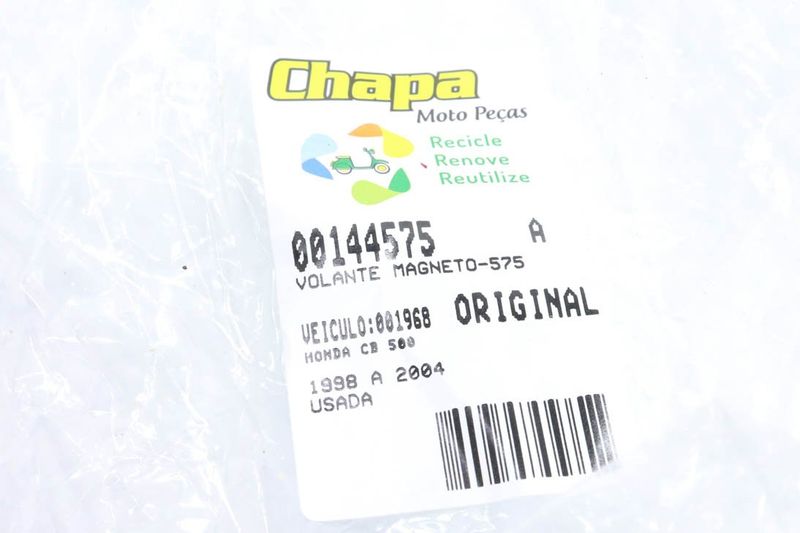 Chapa
Moto Peças
Recicle
Renove
Reutilize
00144575 A
VOLANTE MAGNETO-575
VEICULO:001968 ORIGINAL
HONDA CB 500
1998 A 2004
USADA